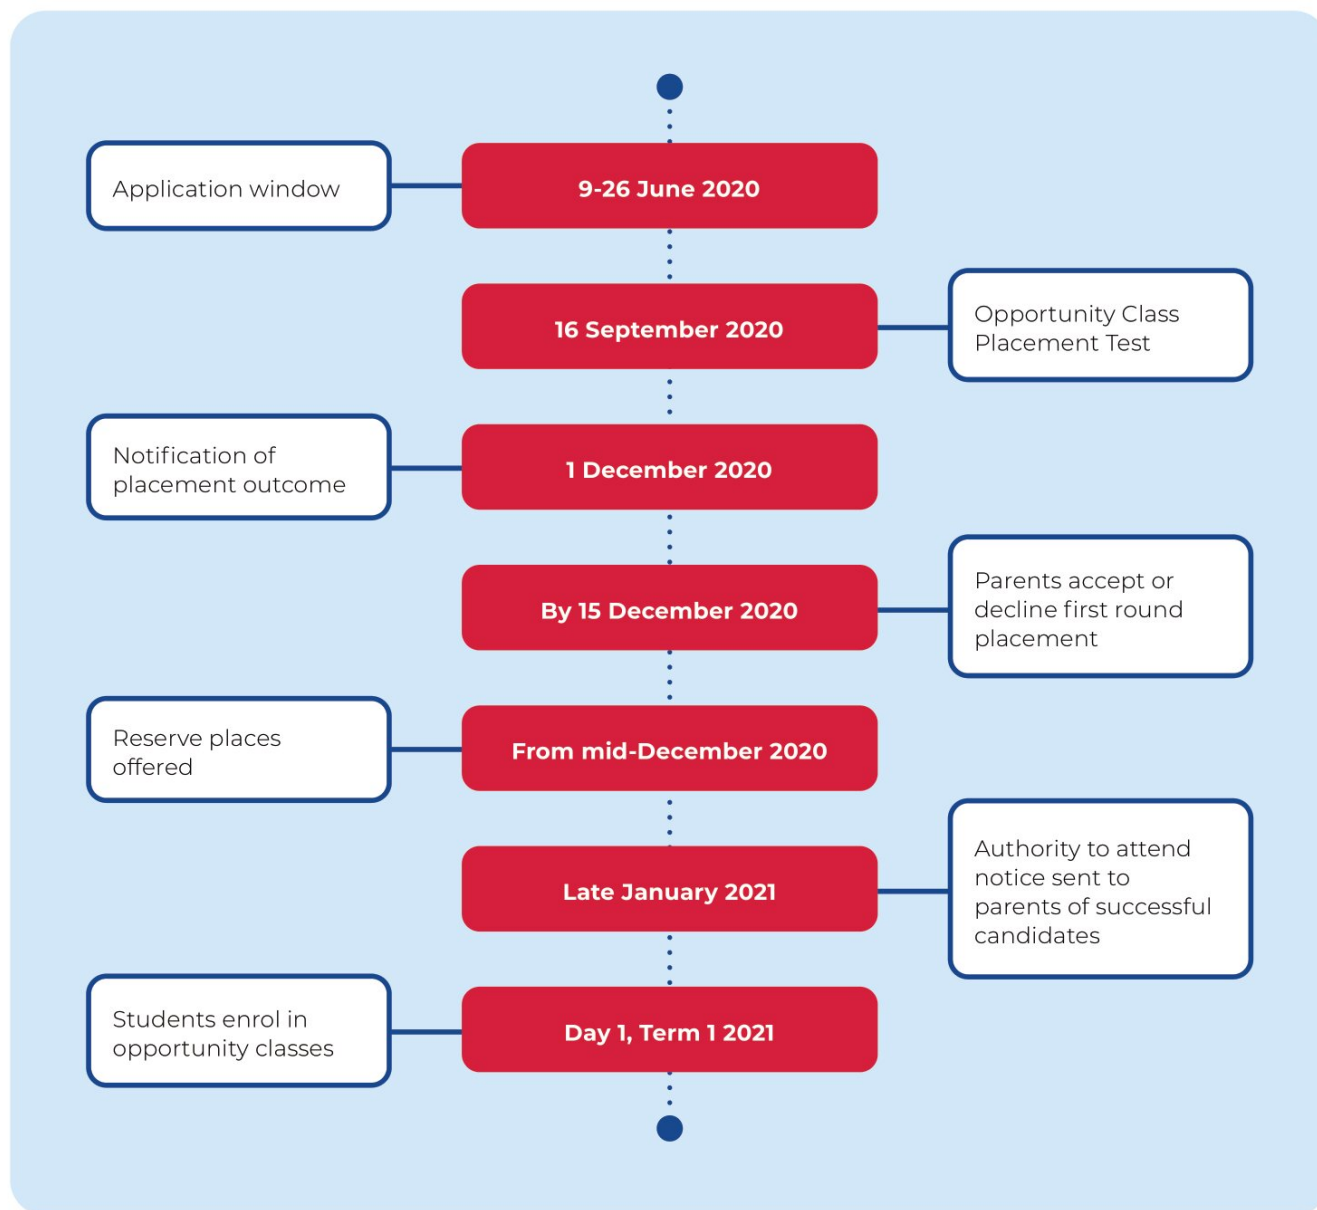 Application window
9-26 June 2020
16 September 2020
Opportunity Class
Placement Test
Notification of
placement outcome
1 December 2020
By 15 December 2020
Parents accept or
decline first round
placement
Reserve places
offered
From mid-December 2020
Late January 2021
Authority to attend
notice sent to
parents of successful
candidates
Students enrol in
opportunity classes
Day 1, Term 1 2021